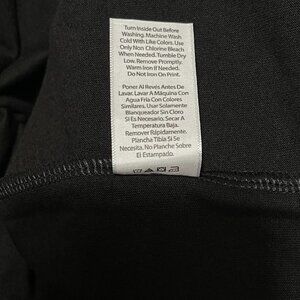 Turn Inside Out Before
Washing. Machine Wash
Cold With Like Colors. Use
Only Non Chlorine Bleach
When Needed. Tumble Dry
Low. Remove Promptly.
Warm Iron If Needed.
Do Not Iron On Print.
Poner Al Revés Antes De
Lavar. Lavar A Máquina Con
Agua Fria Con Colores
Similares. Usar Solamente
Blanqueador Sin Cloro
Si Es Necesario. Secar A
Temperatura Baja.
Remover Rápidamente.
Plancha Tibia Si Se
Necesita. No Planchar Sobre
El Estampado.